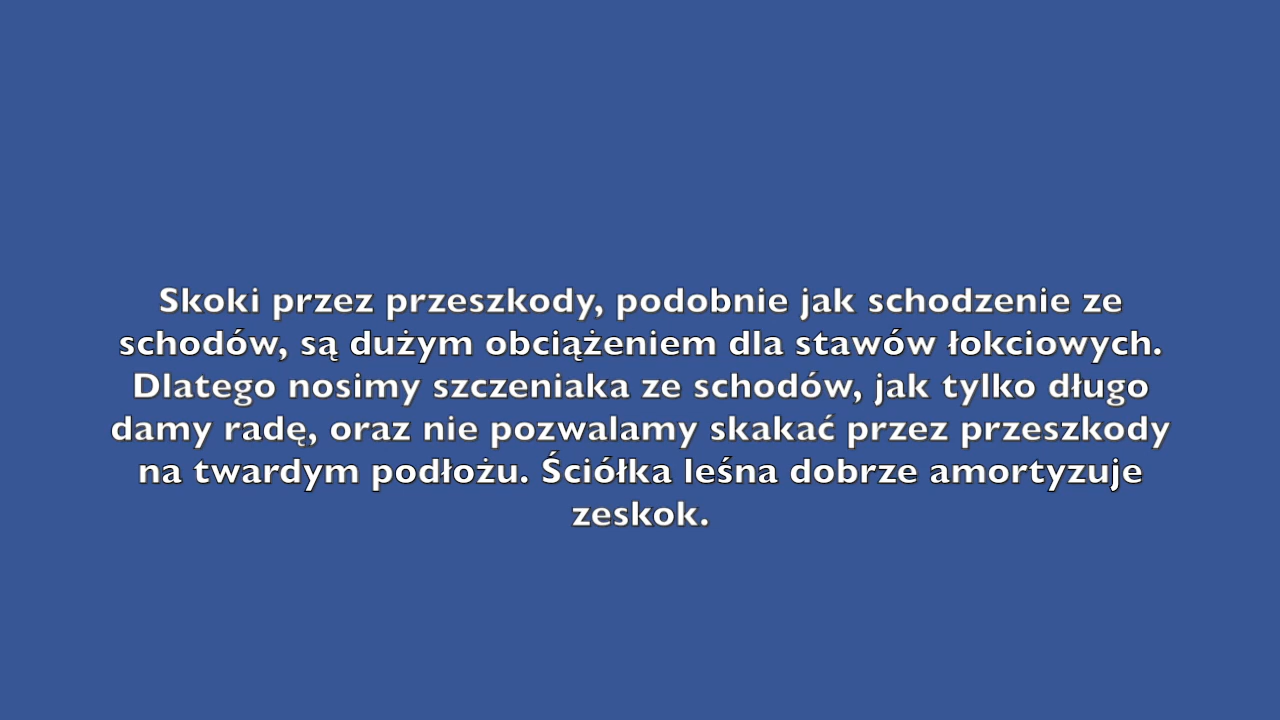 Skoki przez przeszkody, podobnie jak schodzenie ze
schodów, są dużym obciążeniem dla stawów łokciowych.
Dlatego nosimy szczeniaka ze schodów, jak tylko długo
damy radę, oraz nie pozwalamy skakać przez przeszkody
na twardym podłożu. Ściółka leśna dobrze amortyzuje
zeskok.